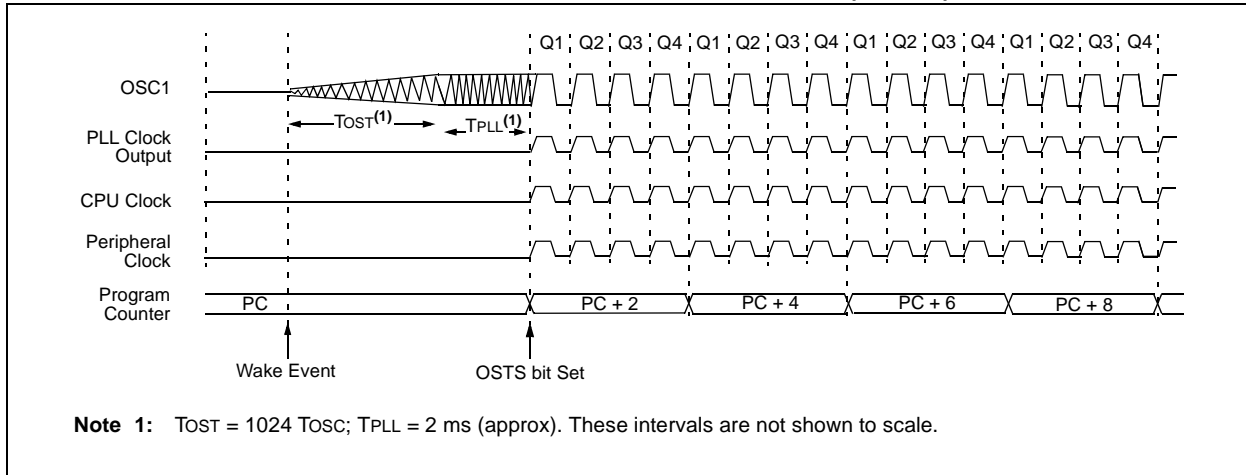 Q1 Q2 Q3 Q4 Q1 Q2 Q3 Q4 Q1 Q2 Q3 Q4 Q1 Q2 Q3 Q4
OSC1
TOST(1) TPLL(1)
PLL Clock
Output
CPU Clock
Peripheral
Clock
Program
Counter
PC PC + 2 PC + 4 PC + 6 PC + 8
Wake Event OSTS bit Set
Note 1: TOST = 1024 TOSC; TPLL = 2 ms (approx). These intervals are not shown to scale.